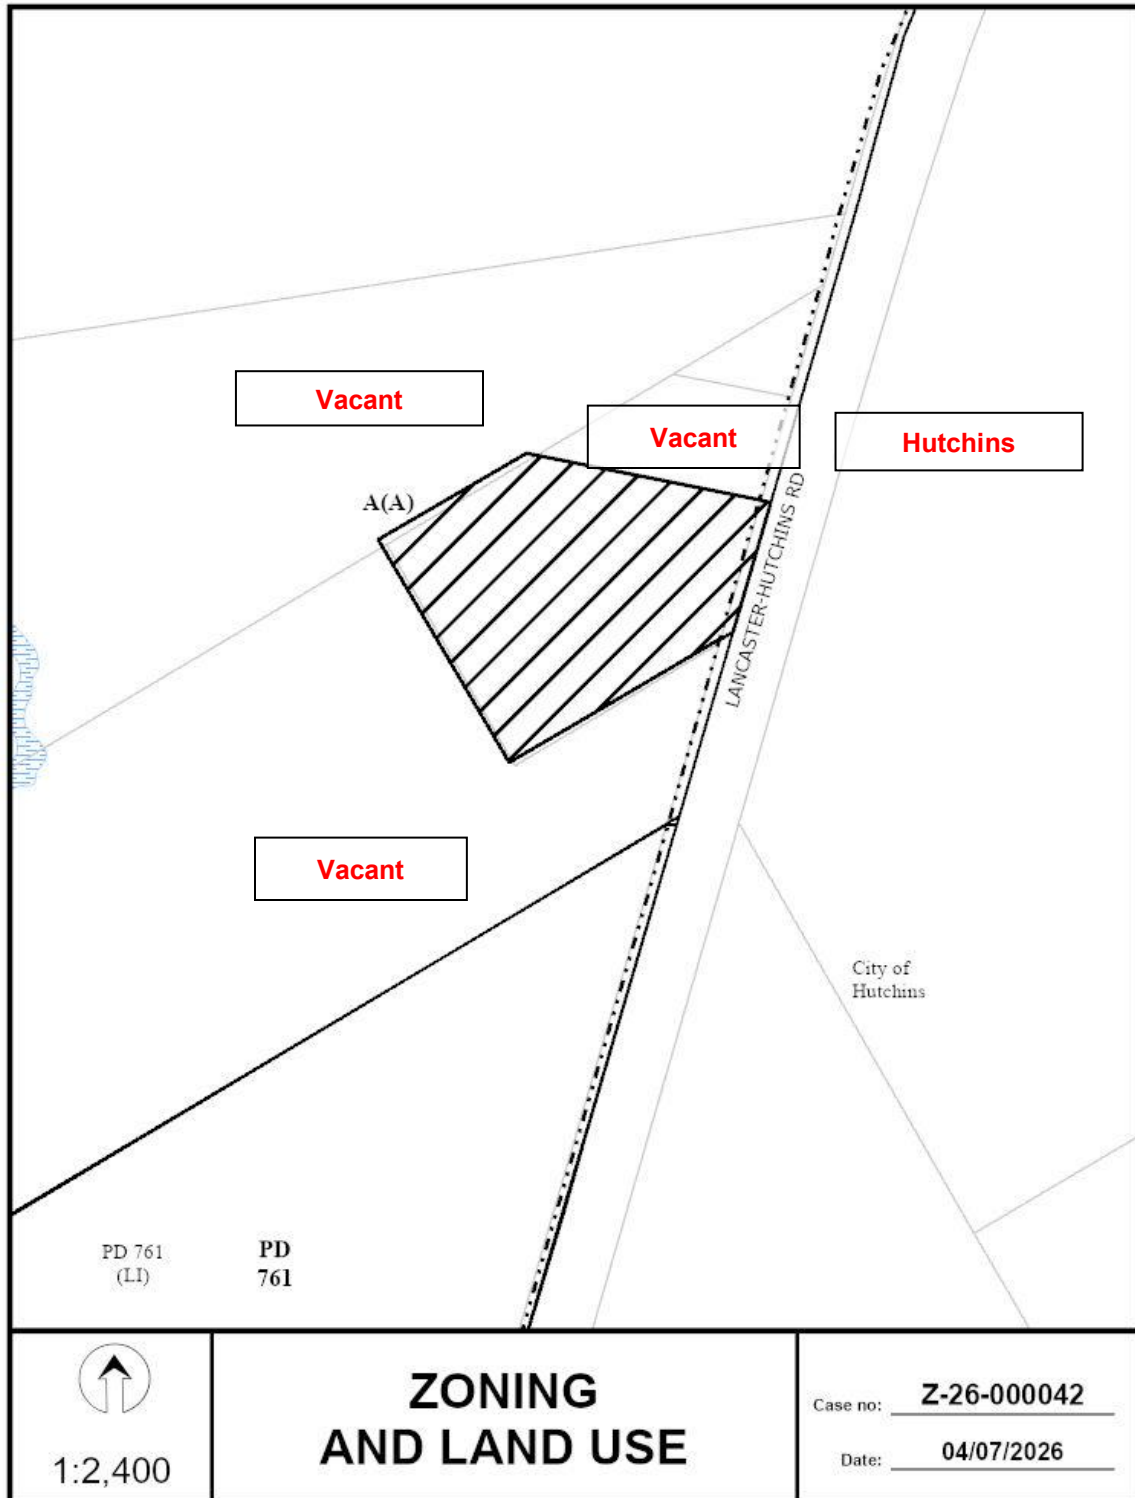 Vacant
Vacant
Hutchins
A(A)
LANCASTER-HUTCHINS RD
Vacant
City of
Hutchins
PD 761
(LI)
PD
761
1:2,400
ZONING
AND LAND USE
Case no: Z-26-000042
Date: 04/07/2026